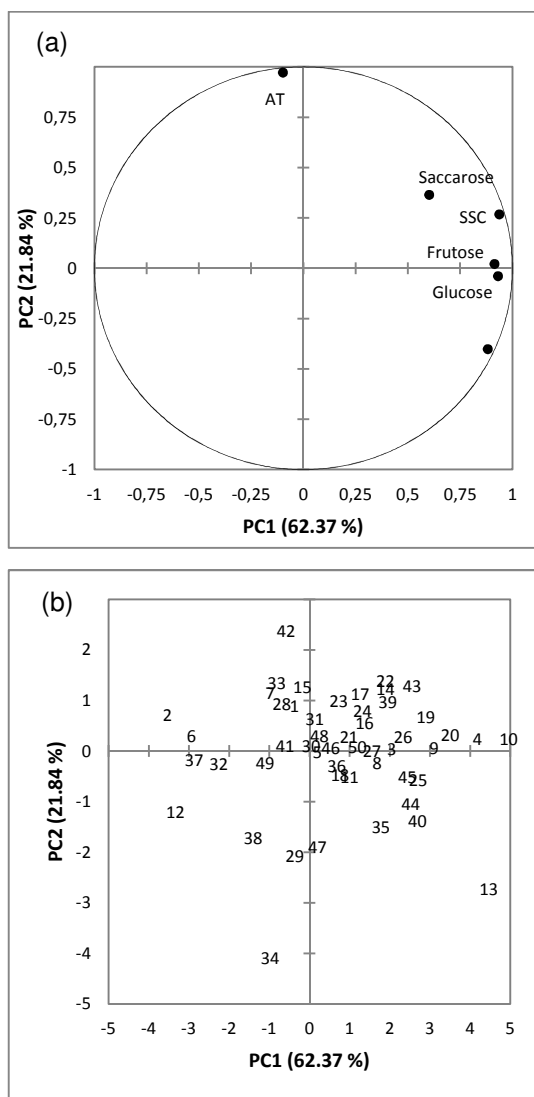 (a)
AT
Saccarose
SSC
Frutose
Glucose
0,75
0,5
0,25
0
-0,25
-0,5
-0,75
-1
PC2 (21.84 %)
-1 -0,75 -0,5 -0,25 0 0,25 0,5 0,75 1
PC1 (62.37 %)
(b)
2
1
0
-1
-2
-3
-4
-5
PC2 (21.84 %)
42
33 15 22 43
7 28 1 23 17 14 39
2 31 24 16 19
6 48 21 26 20 4 10
41 30 5 46 50 27 3 9
37 32 49 36 18 11 8 45 25
12 44 40
38 35
29 47
13
34
-5 -4 -3 -2 -1 0 1 2 3 4 5
PC1 (62.37 %)